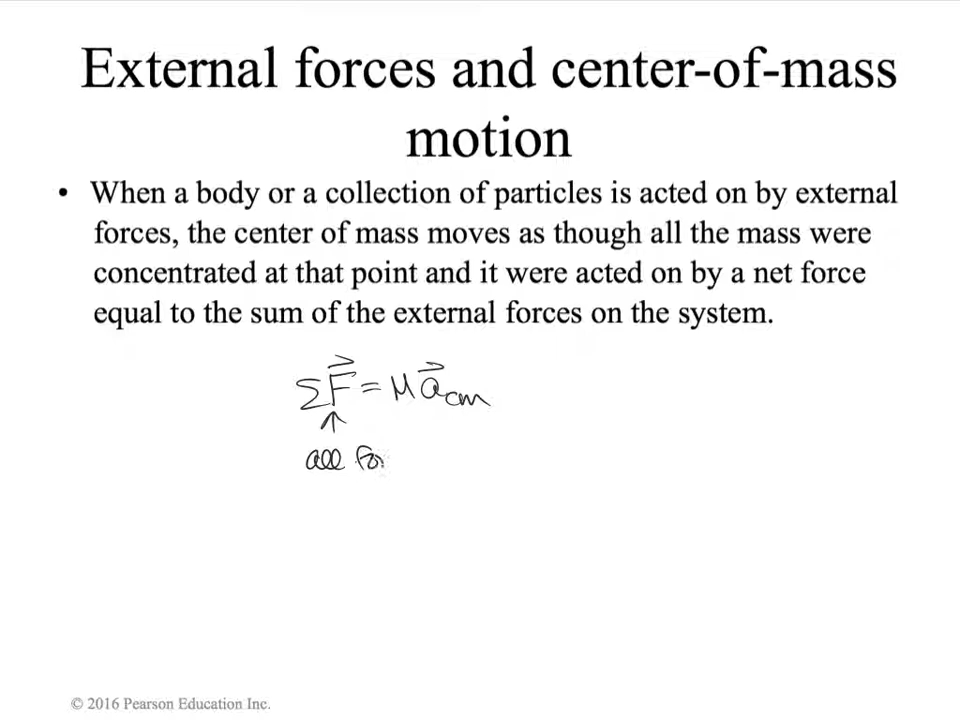 External forces and center-of-mass
motion
• When a body or a collection of particles is acted on by external
forces, the center of mass moves as though all the mass were
concentrated at that point and it were acted on by a net force
equal to the sum of the external forces on the system.
∑F⃗ = Ma⃗cm
↑
all for
© 2016 Pearson Education Inc.